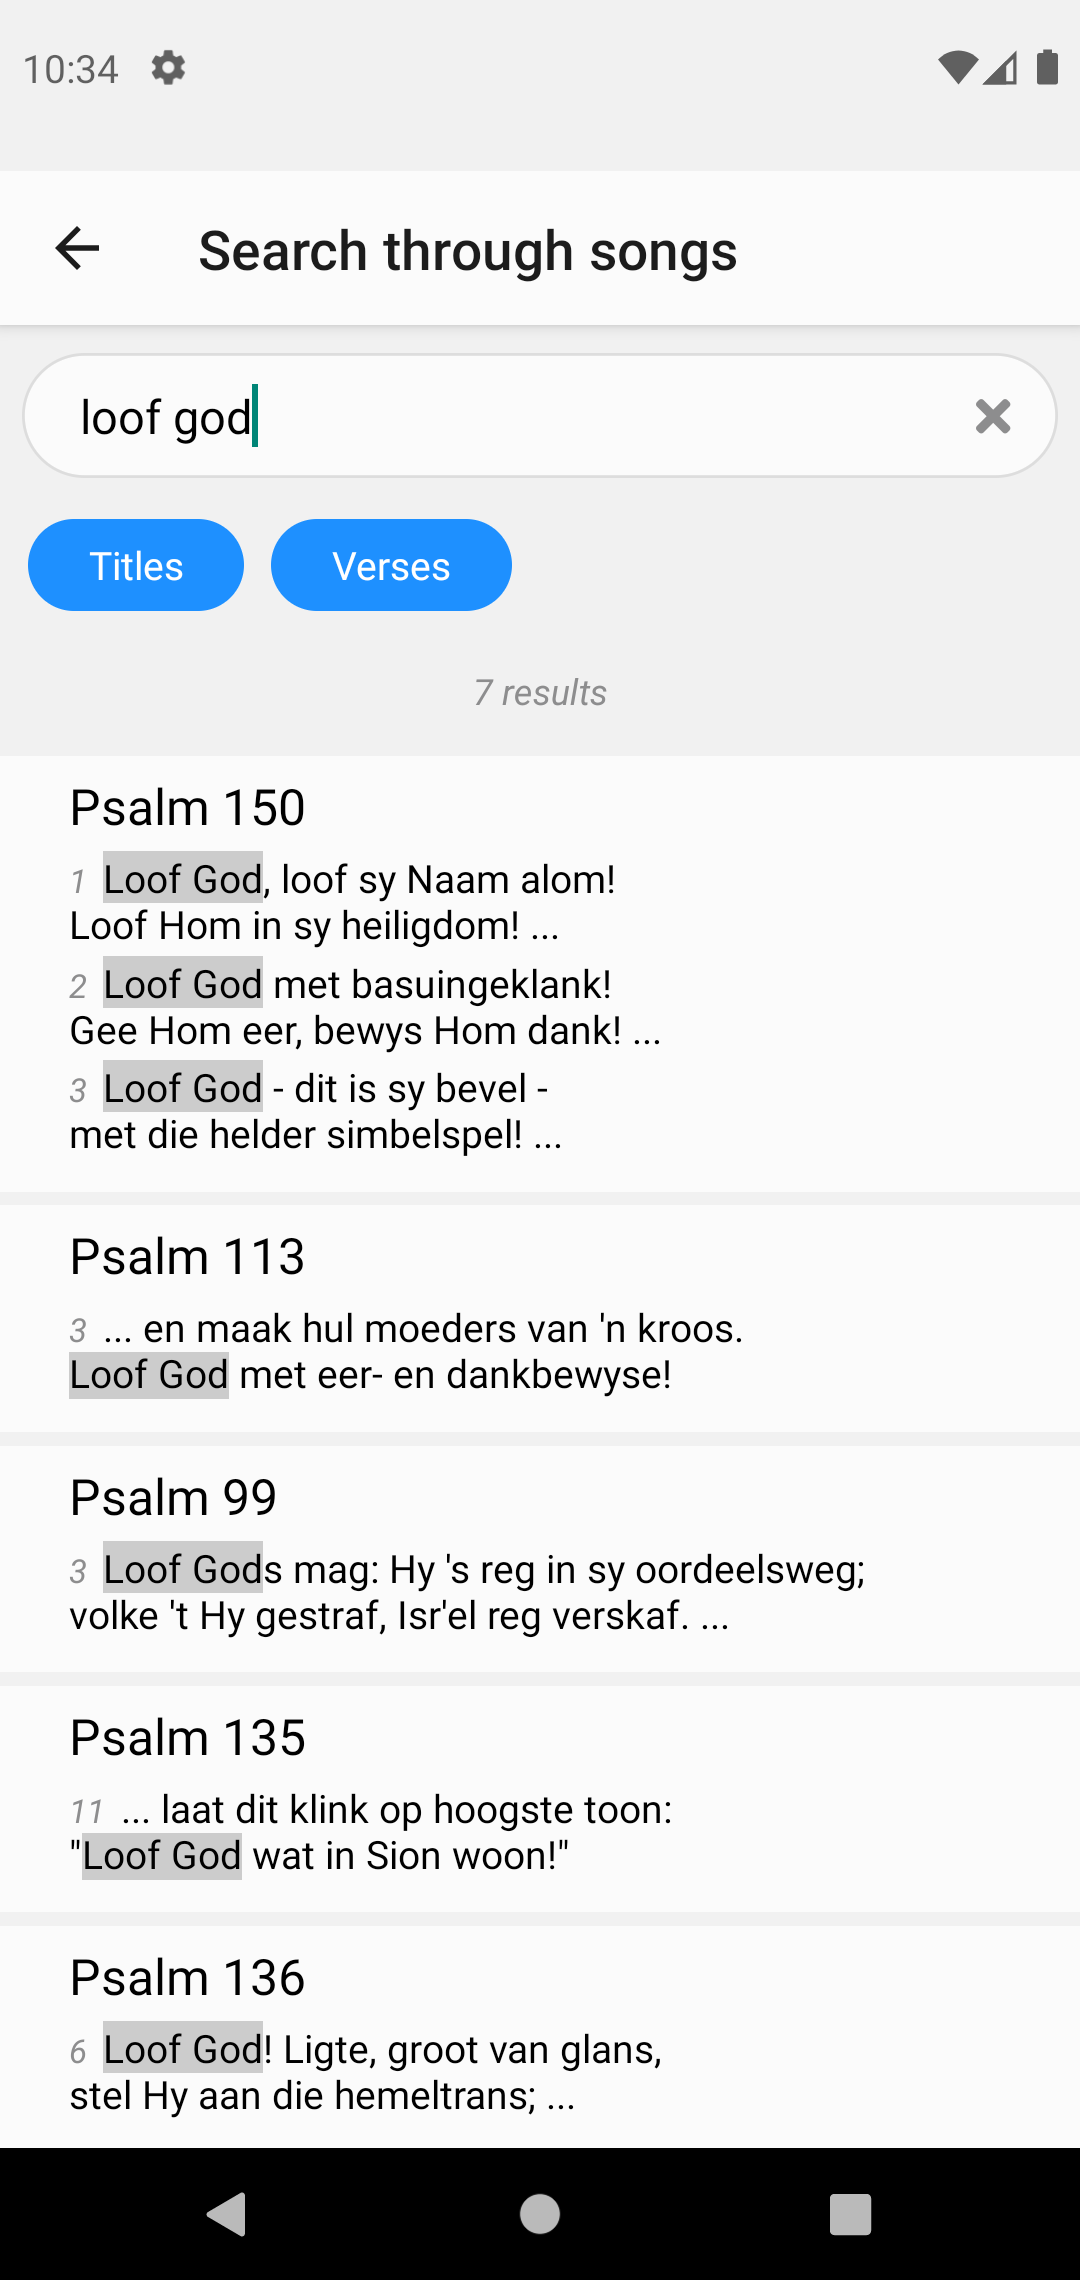 10:34
Search through songs
loof god
Titles
Verses
7 results
Psalm 150
1 Loof God, loof sy Naam alom!
Loof Hom in sy heiligdom! ...
2 Loof God met basuingeklank!
Gee Hom eer, bewys Hom dank! ...
3 Loof God - dit is sy bevel -
met die helder simbelspel! ...
Psalm 113
3 ... en maak hul moeders van 'n kroos.
Loof God met eer- en dankbewyse!
Psalm 99
3 Loof Gods mag: Hy 's reg in sy oordeelsweg;
volke 't Hy gestraf, Isr'el reg verskaf. ...
Psalm 135
11 ... laat dit klink op hoogste toon:
"Loof God wat in Sion woon!"
Psalm 136
6 Loof God! Ligte, groot van glans,
stel Hy aan die hemeltrans; ...